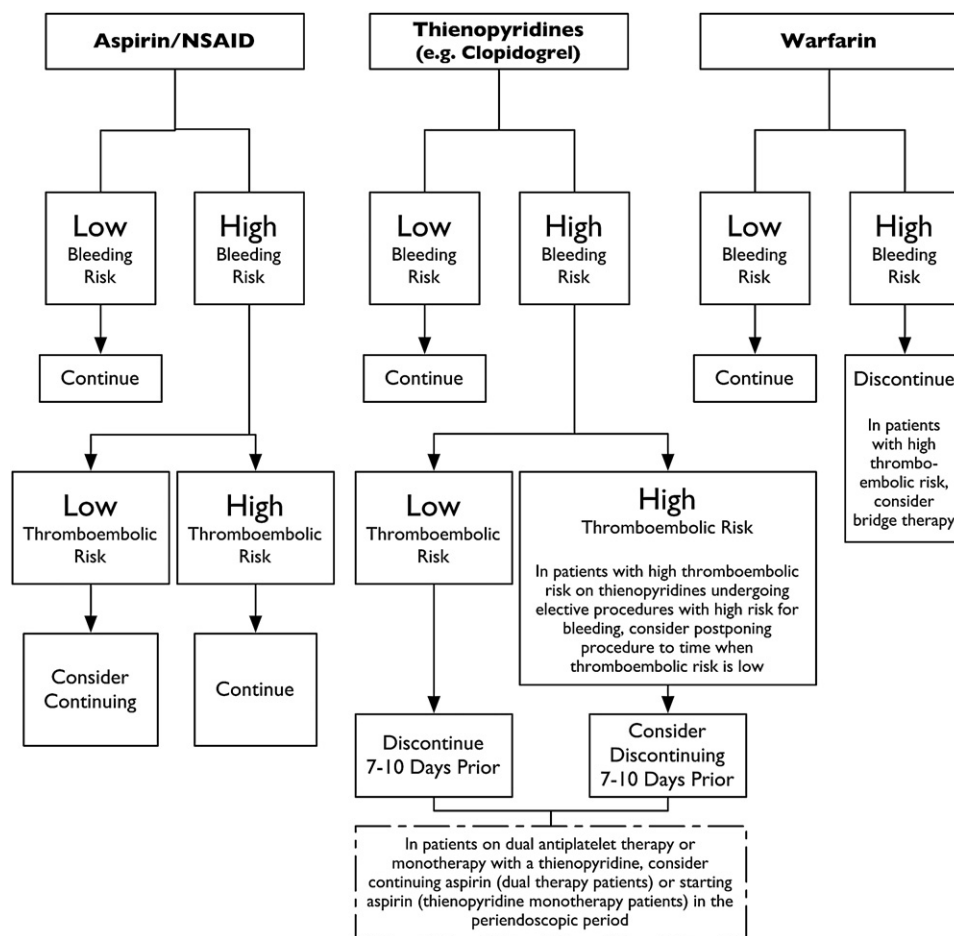 Aspirin/NSAID
Thienopyridines
(e.g. Clopidogrel)
Warfarin
Low
Bleeding
Risk
High
Bleeding
Risk
Low
Bleeding
Risk
High
Bleeding
Risk
Low
Bleeding
Risk
High
Bleeding
Risk
Continue
Continue
Continue
Discontinue
In patients
with high
thrombo-
embolic risk,
consider
bridge therapy
Low
Thromboembolic
Risk
High
Thromboembolic
Risk
Low
Thromboembolic
Risk
High
Thromboembolic Risk
In patients with high thromboembolic
risk on thienopyridines undergoing
elective procedures with high risk for
bleeding, consider postponing
procedure to time when
thromboembolic risk is low
Consider
Continuing
Continue
Discontinue
7-10 Days Prior
Consider
Discontinuing
7-10 Days Prior
In patients on dual antiplatelet therapy or
monotherapy with a thienopyridine, consider
continuing aspirin (dual therapy patients) or starting
aspirin (thienopyridine monotherapy patients) in the
periendoscopic period